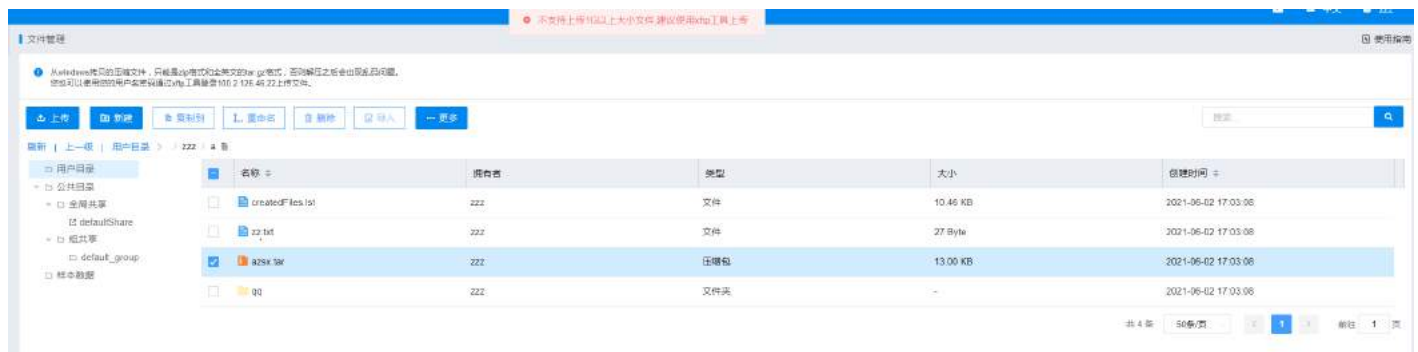 不支持上传1G以上大小文件,建议使用xftp工具上传
文件管理
使用指南
从windows拷贝的压缩文件，只能是zip格式和全英文的tar.gz格式，否则解压之后会出现乱码问题。
您也可以使用您的用户名密码通过xftp工具登录100.2.126.46:22上传文件。
上传 新建 复制到 重命名 删除 导入 更多 搜索
刷新 | 上一级 | 用户目录 > / zzz / a
用户目录
公共目录
全局共享
defaultShare
组共享
default_group
样本数据
名称 拥有者 类型 大小 创建时间
createdFiles.lst zzz 文件 10.46 KB 2021-06-02 17:03:08
zz.txt zzz 文件 27 Byte 2021-06-02 17:03:08
azsx.tar zzz 压缩包 13.00 KB 2021-06-02 17:03:08
qq zzz 文件夹 - 2021-06-02 17:03:08
共 4 条 50条/页 1 前往 1 页